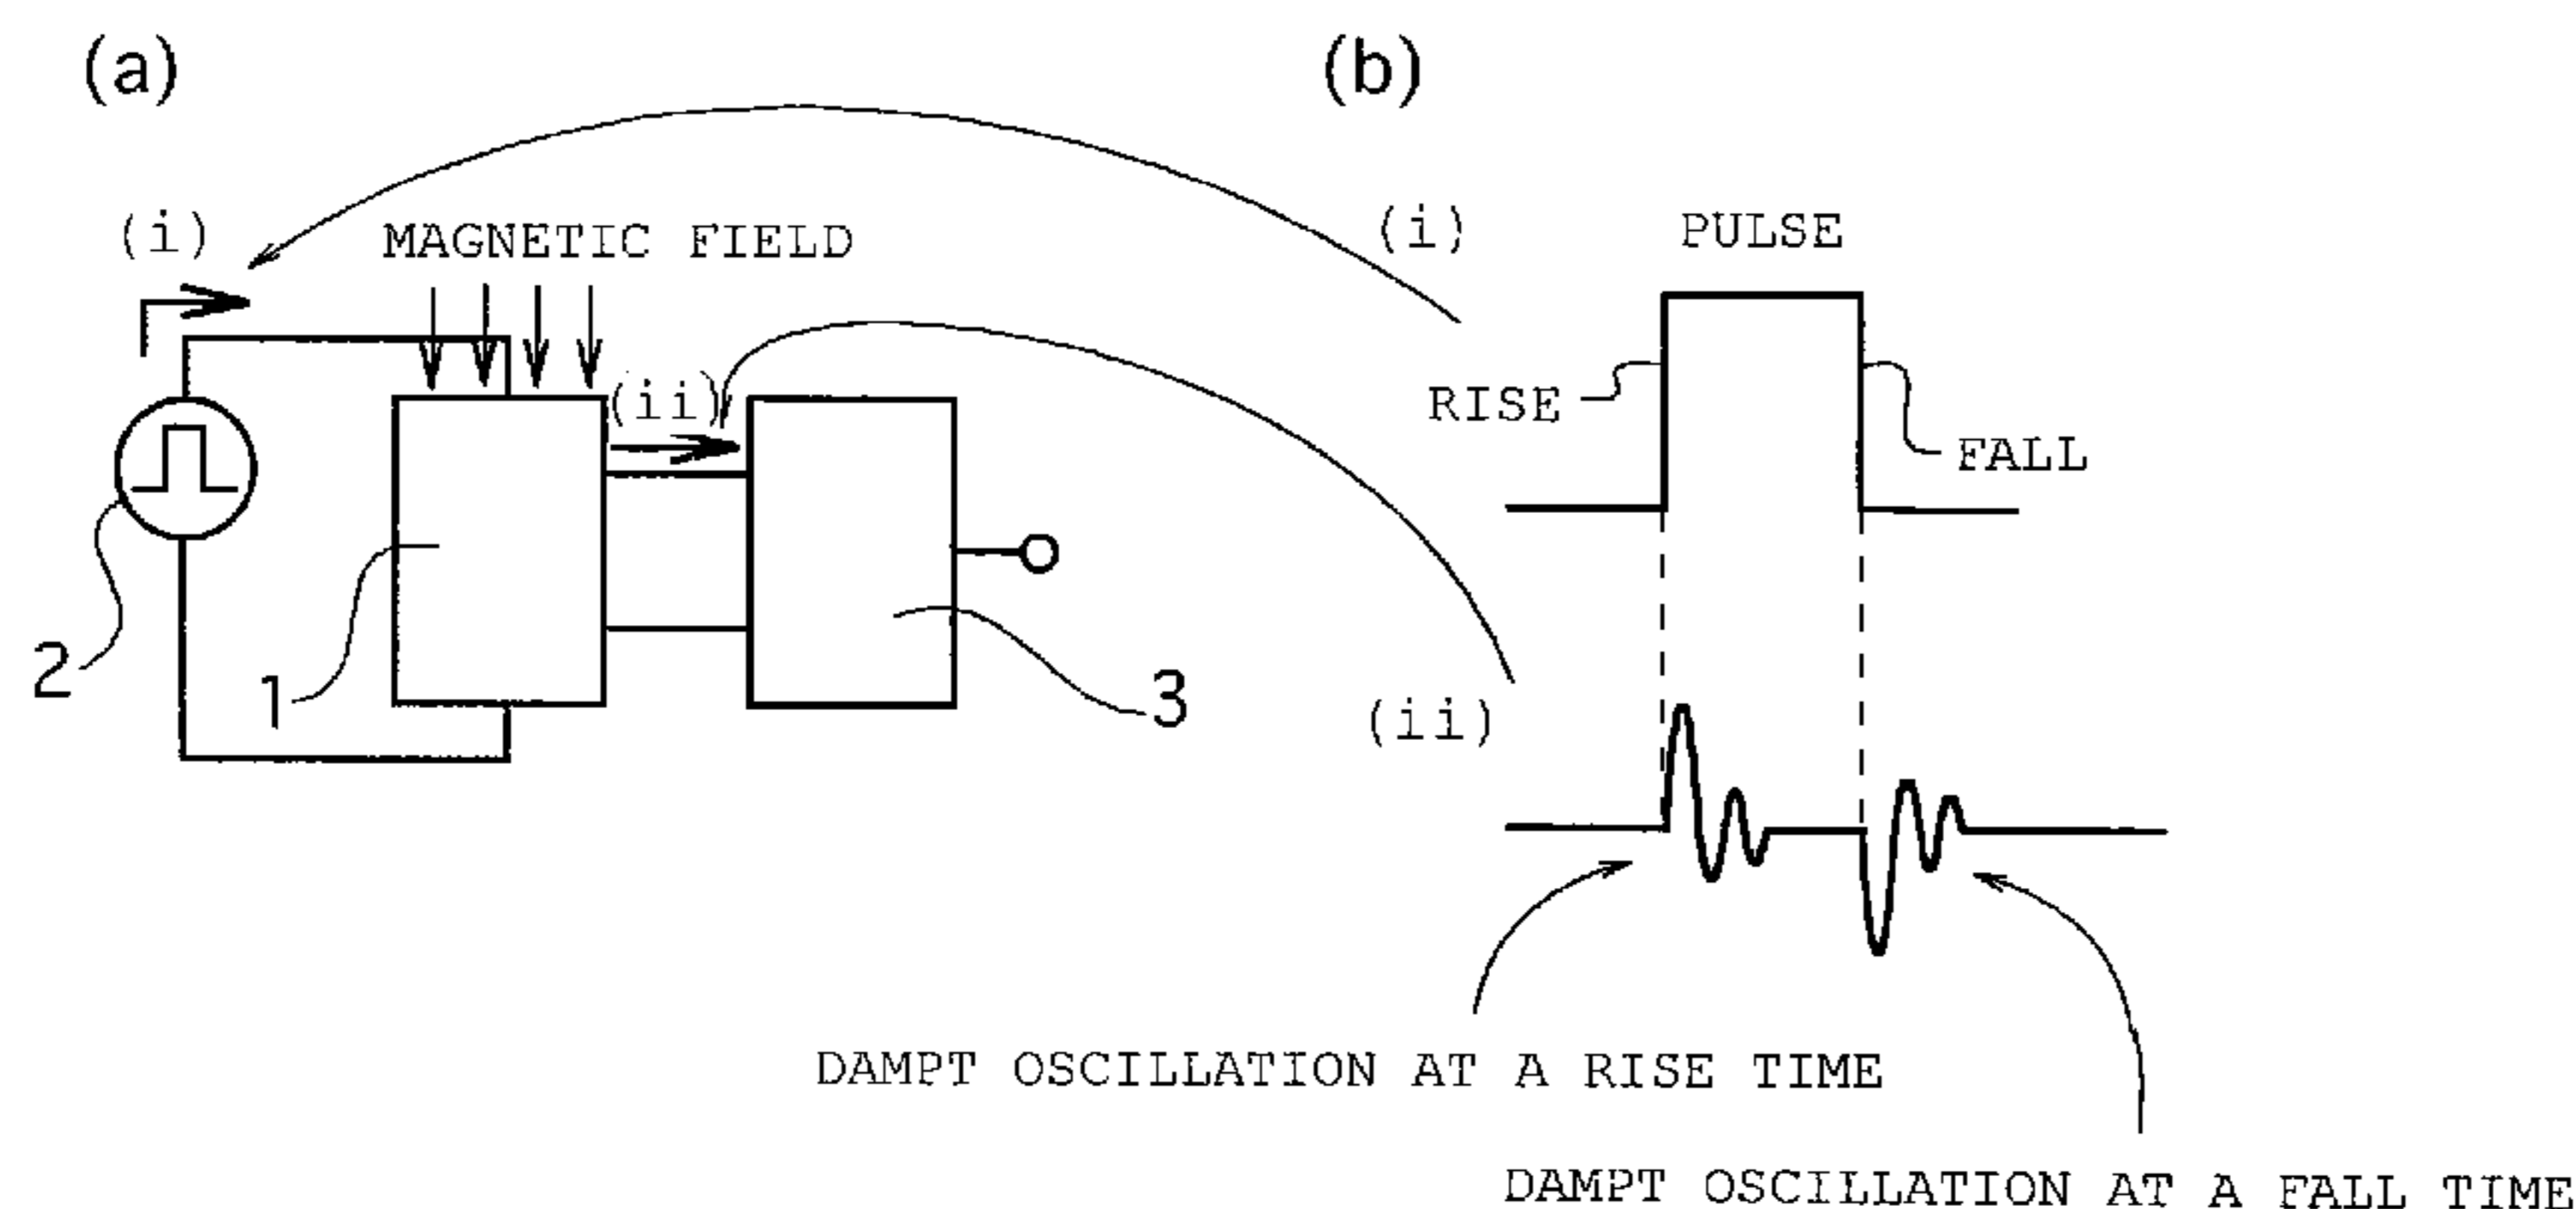 (a)
(b)
(i)
MAGNETIC FIELD
(i)
PULSE
(ii)
RISE
FALL
2
1
3
(ii)
DAMPT OSCILLATION AT A RISE TIME
DAMPT OSCILLATION AT A FALL TIME